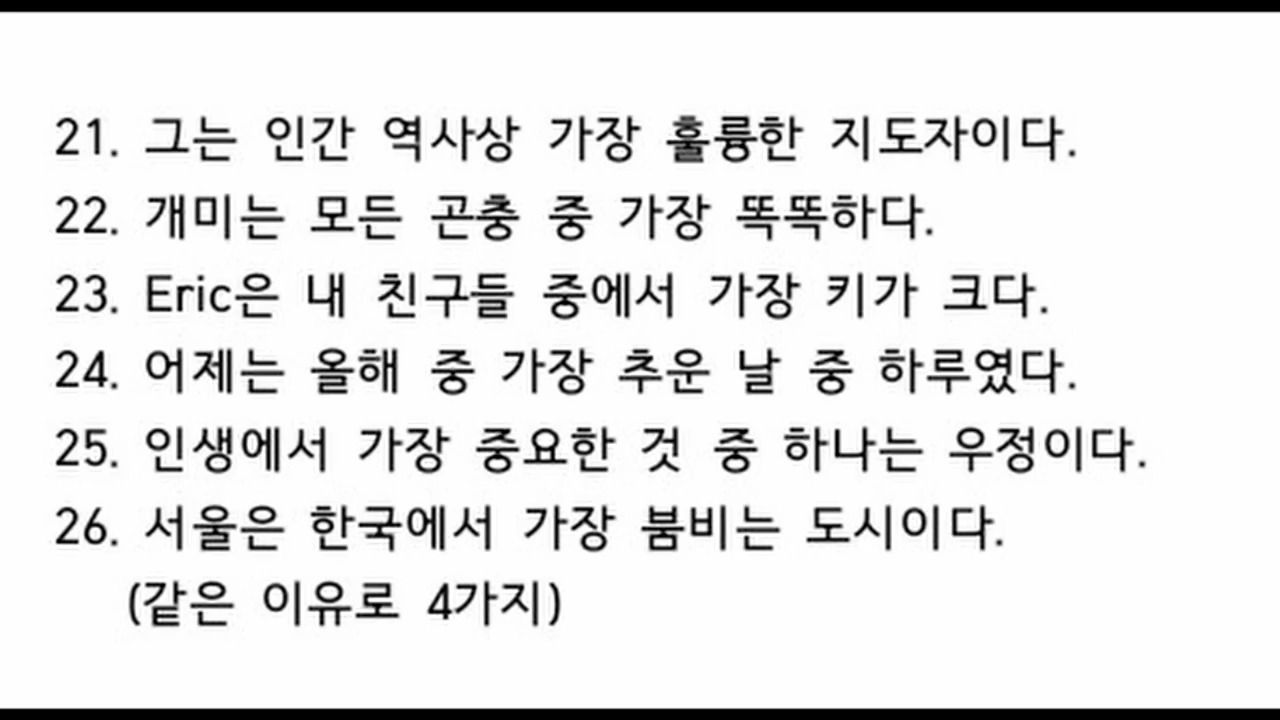 21. 그는 인간 역사상 가장 훌륭한 지도자이다.
22. 개미는 모든 곤충 중 가장 똑똑하다.
23. Eric은 내 친구들 중에서 가장 키가 크다.
24. 어제는 올해 중 가장 추운 날 중 하루였다.
25. 인생에서 가장 중요한 것 중 하나는 우정이다.
26. 서울은 한국에서 가장 붐비는 도시이다.
(같은 이유로 4가지)